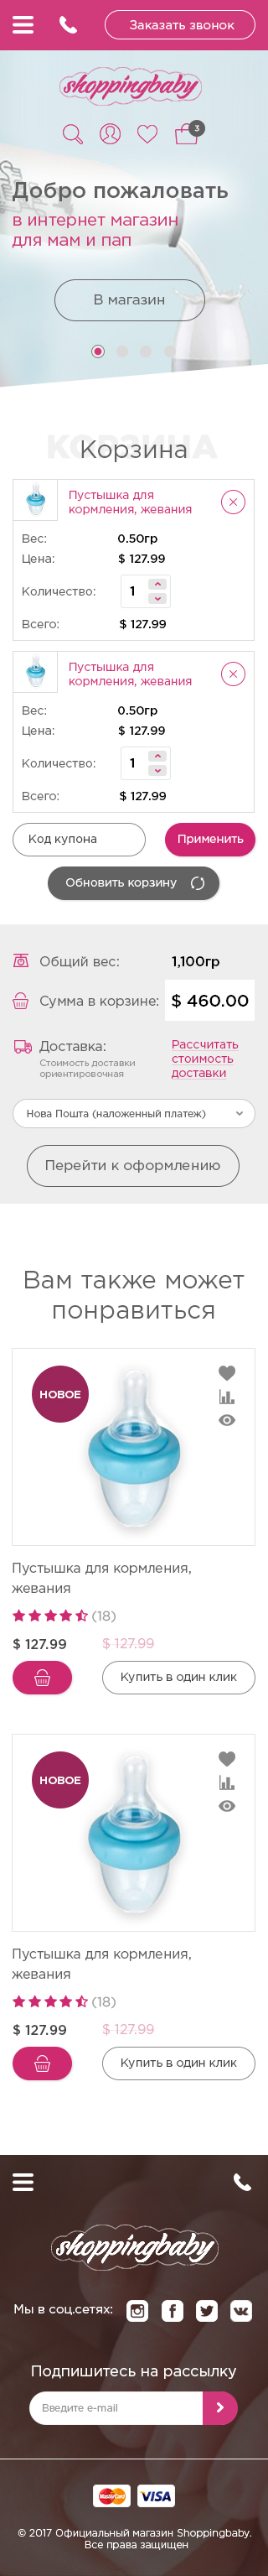 Заказать звонок
shoppingbaby
3
Добро пожаловать
в интернет магазин
для мам и пап
В магазин
КОРЗИНА
Корзина
Пустышка для
кормления, жевания
Вес: 0.50гр
Цена: $ 127.99
Количество: 1
Всего: $ 127.99
Пустышка для
кормления, жевания
Вес: 0.50гр
Цена: $ 127.99
Количество: 1
Всего: $ 127.99
Код купона Применить
Обновить корзину
Общий вес: 1,100гр
Сумма в корзине: $ 460.00
Доставка: Рассчитать
стоимость
доставки
Стоимость доставки
ориентировочная
Нова Пошта (наложенный платеж)
Перейти к оформлению
Вам также может
понравиться
НОВОЕ
Пустышка для кормления,
жевания
(18)
$ 127.99 $ 127.99
Купить в один клик
НОВОЕ
Пустышка для кормления,
жевания
(18)
$ 127.99 $ 127.99
Купить в один клик
shoppingbaby
Мы в соц.сетях:
Подпишитесь на рассылку
Введите e-mail
MasterCard VISA
© 2017 Официальный магазин Shoppingbaby.
Все права защищен